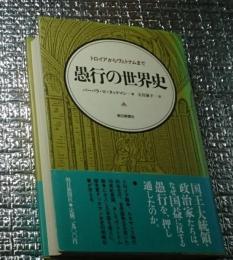 トロイアからヴェトナムまで
愚行の世界史
バーバラ・W・タックマン・著
大社淑子・訳
朝日新聞社
国王、大統領、
政治家たちは、
なぜ国益に反する
愚行を、押し
通したのか。